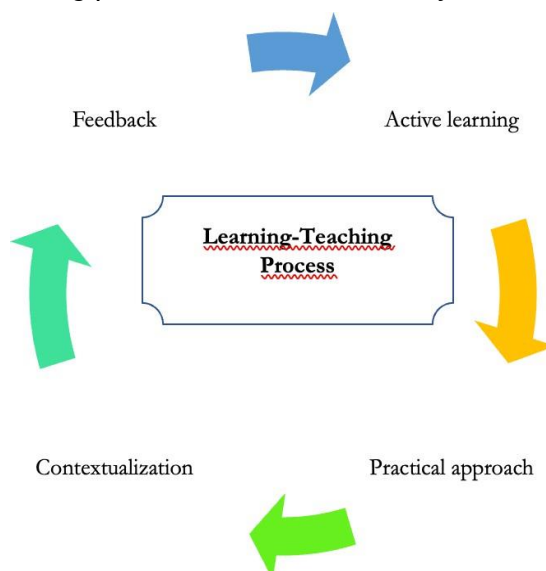 Feedback
Active learning
Learning-Teaching
Process
Contextualization
Practical approach